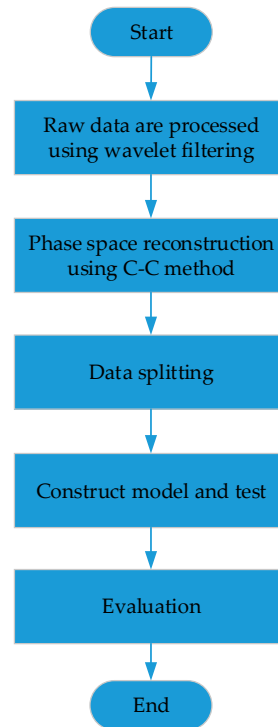 Start
Raw data are processed
using wavelet filtering
Phase space reconstruction
using C-C method
Data splitting
Construct model and test
Evaluation
End